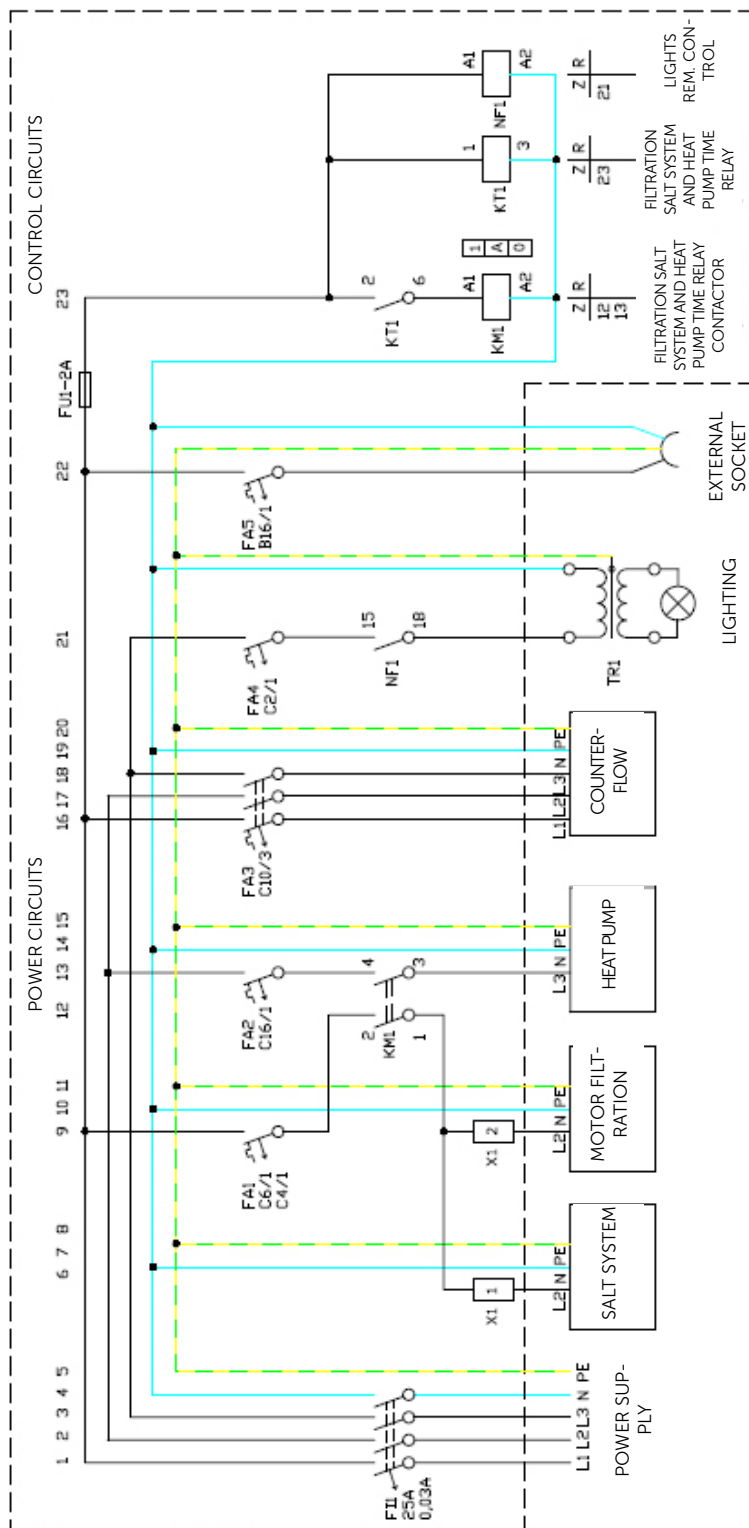 POWER CIRCUITS
CONTROL CIRCUITS
1 2 3 4 5
6 7 8
9 10 11
12 13 14 15
16 17 18 19 20
21
22
23
FU1-2A
FI1
25A
0,03A
FA1
C6/1
C4/1
FA2
C16/1
FA3
C10/3
FA4
C2/1
FA5
B16/1
KM1
2
1
4
3
NF1
15
18
KT1
2
6
1
A
0
KM1
A1
A2
KT1
1
3
NF1
A1
A2
X1 1
X1 2
L1 L2 L3 N PE
POWER SUP-
PLY
L2 N PE
SALT SYSTEM
L2 N PE
MOTOR FILT-
RATION
L3 N PE
HEAT PUMP
L1 L2 L3 N PE
COUNTER-
FLOW
TR1
LIGHTING
EXTERNAL
SOCKET
Z R
12
13
FILTRATION SALT
SYSTEM AND HEAT
PUMP TIME RELAY
CONTACTOR
Z R
23
FILTRATION
SALT SYSTEM
AND HEAT
PUMP TIME
RELAY
Z R
21
LIGHTS
REM. CON-
TROL